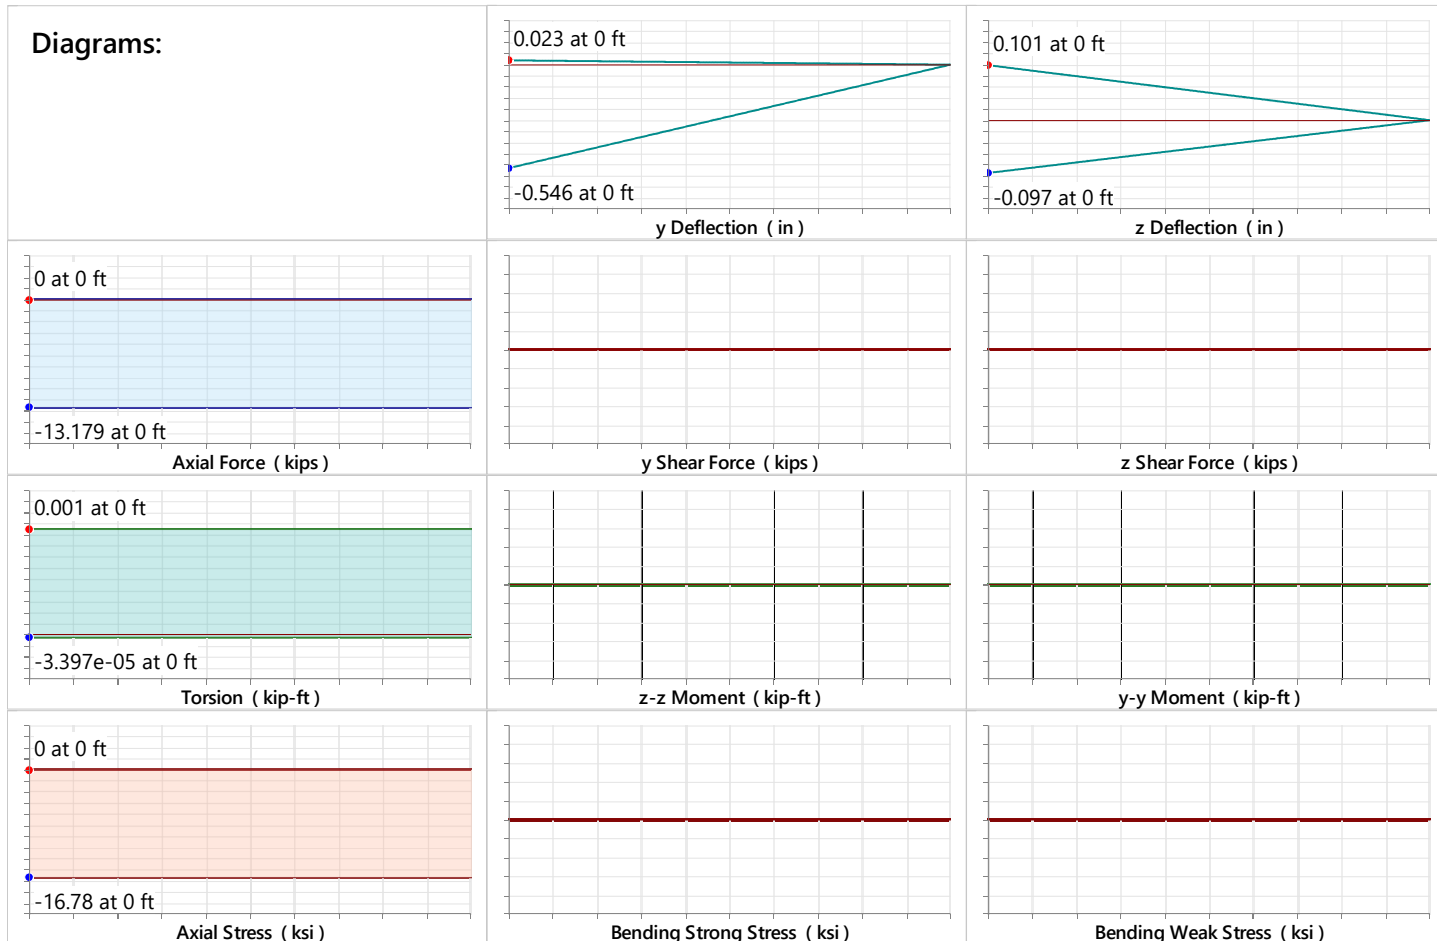 Diagrams:
0.023 at 0 ft
-0.546 at 0 ft
y Deflection ( in )
0.101 at 0 ft
-0.097 at 0 ft
z Deflection ( in )
0 at 0 ft
-13.179 at 0 ft
Axial Force ( kips )
y Shear Force ( kips )
z Shear Force ( kips )
0.001 at 0 ft
-3.397e-05 at 0 ft
Torsion ( kip-ft )
z-z Moment ( kip-ft )
y-y Moment ( kip-ft )
0 at 0 ft
-16.78 at 0 ft
Axial Stress ( ksi )
Bending Strong Stress ( ksi )
Bending Weak Stress ( ksi )